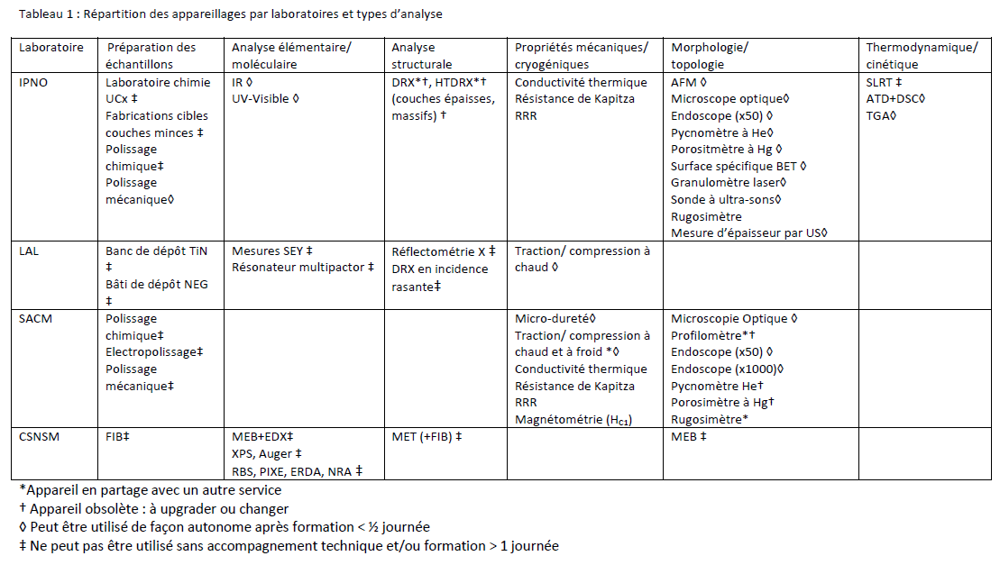 Tableau 1 : Répartition des appareillages par laboratoires et types d’analyse
Laboratoire
Préparation des
échantillons
Analyse élémentaire/
moléculaire
Analyse
structurale
Propriétés mécaniques/
cryogéniques
Morphologie/
topologie
Thermodynamique/
cinétique
IPNO
Laboratoire chimie
UCx ‡
Fabrications cibles
couches minces ‡
Polissage
chimique‡
Polissage
mécanique◊
IR ◊
UV-Visible ◊
DRX*†, HTDRX*†
(couches épaisses,
massifs) †
Conductivité thermique
Résistance de Kapitza
RRR
AFM ◊
Microscope optique◊
Endoscope (x50) ◊
Pycnomètre à He◊
Porositmètre à Hg ◊
Surface spécifique BET ◊
Granulomètre laser◊
Sonde à ultra-sons◊
Rugosimètre
Mesure d’épaisseur par US◊
SLRT ‡
ATD+DSC◊
TGA◊
LAL
Banc de dépôt TiN
‡
Bâti de dépôt NEG
‡
Mesures SEY ‡
Résonateur multipactor ‡
Réflectométrie X ‡
DRX en incidence
rasante‡
Traction/ compression à
chaud ◊
SACM
Polissage
chimique‡
Electropolissage‡
Polissage
mécanique‡
Micro-dureté◊
Traction/ compression à
chaud et à froid *◊
Conductivité thermique
Résistance de Kapitza
RRR
Magnétométrie (HC1)
Microscopie Optique ◊
Profilomètre*†
Endoscope (x50) ◊
Endoscope (x1000)◊
Pycnomètre He†
Porosimètre à Hg†
Rugosimètre*
CSNSM
FIB‡
MEB+EDX‡
XPS, Auger ‡
RBS, PIXE, ERDA, NRA ‡
MET (+FIB) ‡
MEB ‡
*Appareil en partage avec un autre service
† Appareil obsolète : à upgrader ou changer
◊ Peut être utilisé de façon autonome après formation < ½ journée
‡ Ne peut pas être utilisé sans accompagnement technique et/ou formation > 1 journée